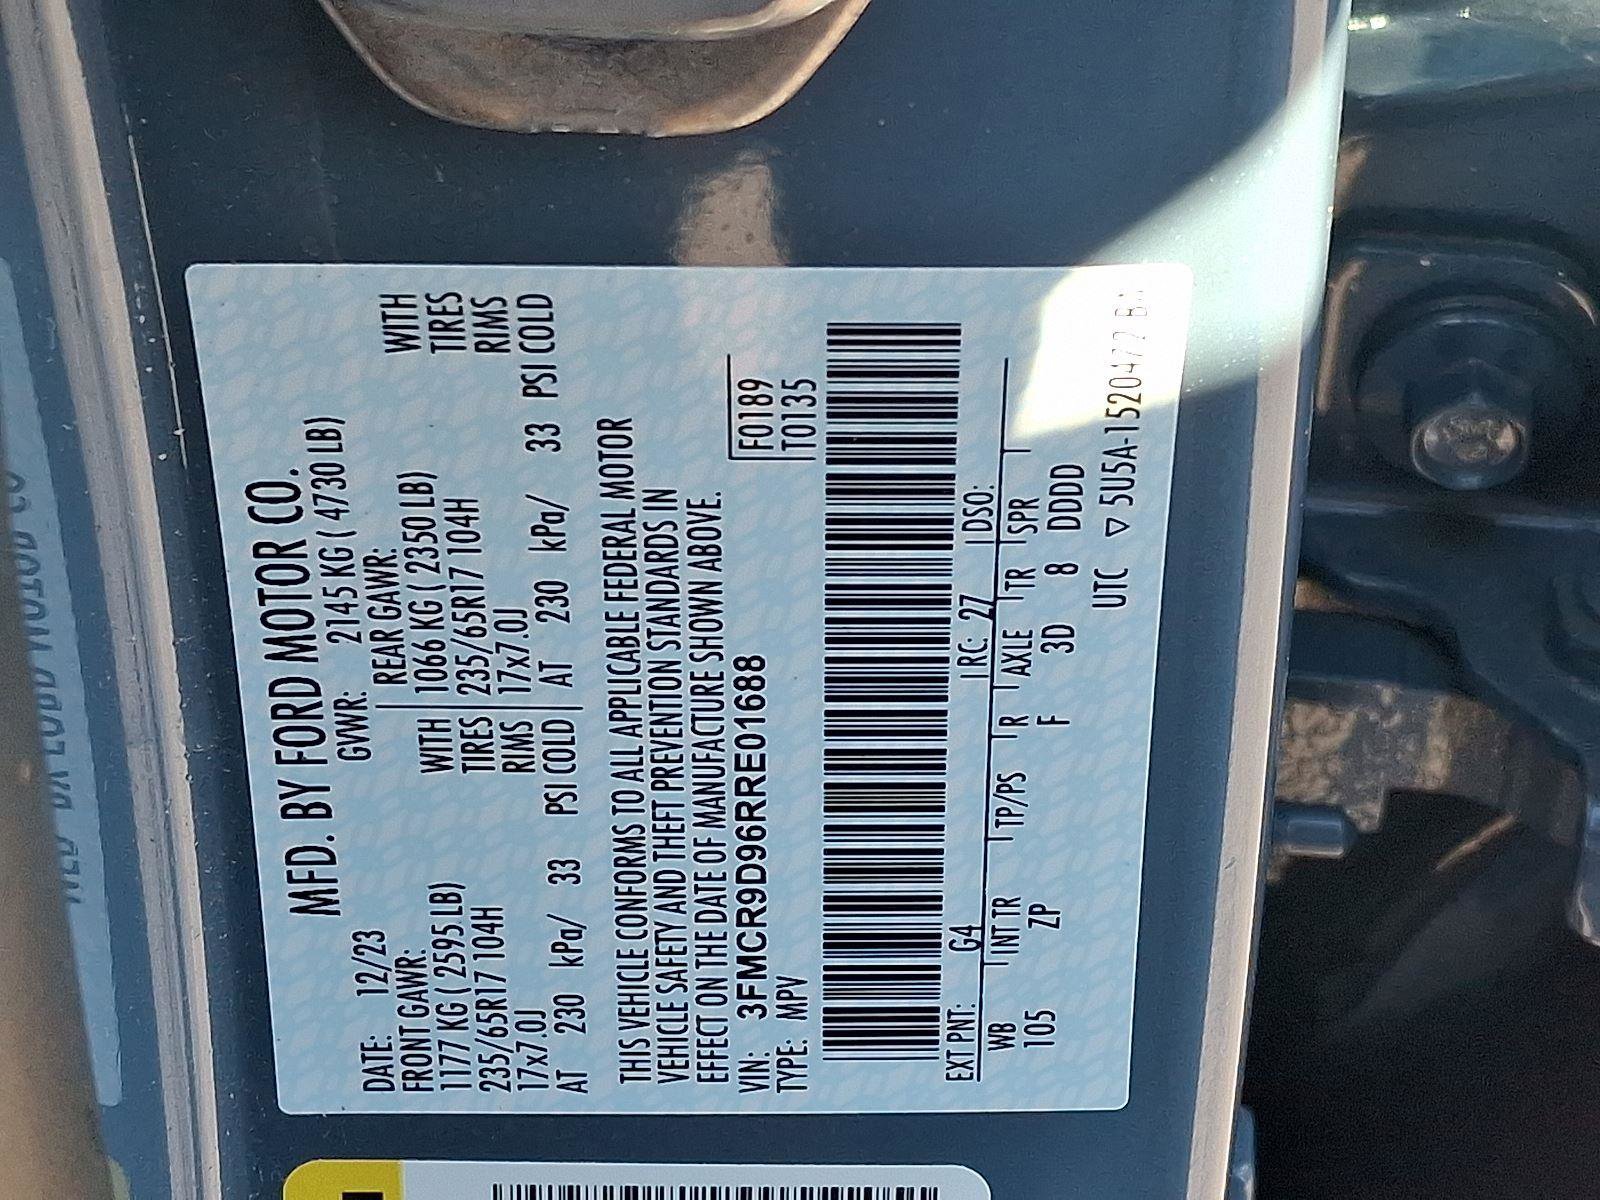 MFD. BY FORD MOTOR CO.
DATE: 12/23 GVWR: 2145 KG ( 4730 LB)
FRONT GAWR: REAR GAWR:
1177 KG ( 2595 LB) WITH 1066 KG ( 2350 LB) WITH
235/65R17 104H TIRES 235/65R17 104H TIRES
17x7.0J RIMS 17x7.0J RIMS
AT 230 kPa/ 33 PSI COLD AT 230 kPa/ 33 PSI COLD
THIS VEHICLE CONFORMS TO ALL APPLICABLE FEDERAL MOTOR
VEHICLE SAFETY AND THEFT PREVENTION STANDARDS IN
EFFECT ON THE DATE OF MANUFACTURE SHOWN ABOVE.
VIN: 3FMCR9D96RRE01688 F0189
TYPE: MPV T0135
EXT PNT: G4 RC: 27 DSO:
WB INT TR TP/PS R AXLE TR SPR
105 ZP F 3D 8 DDDD
UTC ▽ 5U5A-1520472